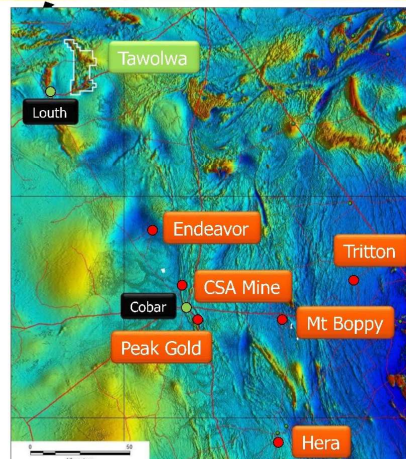 Tawolwa
Louth
Endeavor
Tritton
CSA Mine
Cobar
Mt Boppy
Peak Gold
Hera
0
50